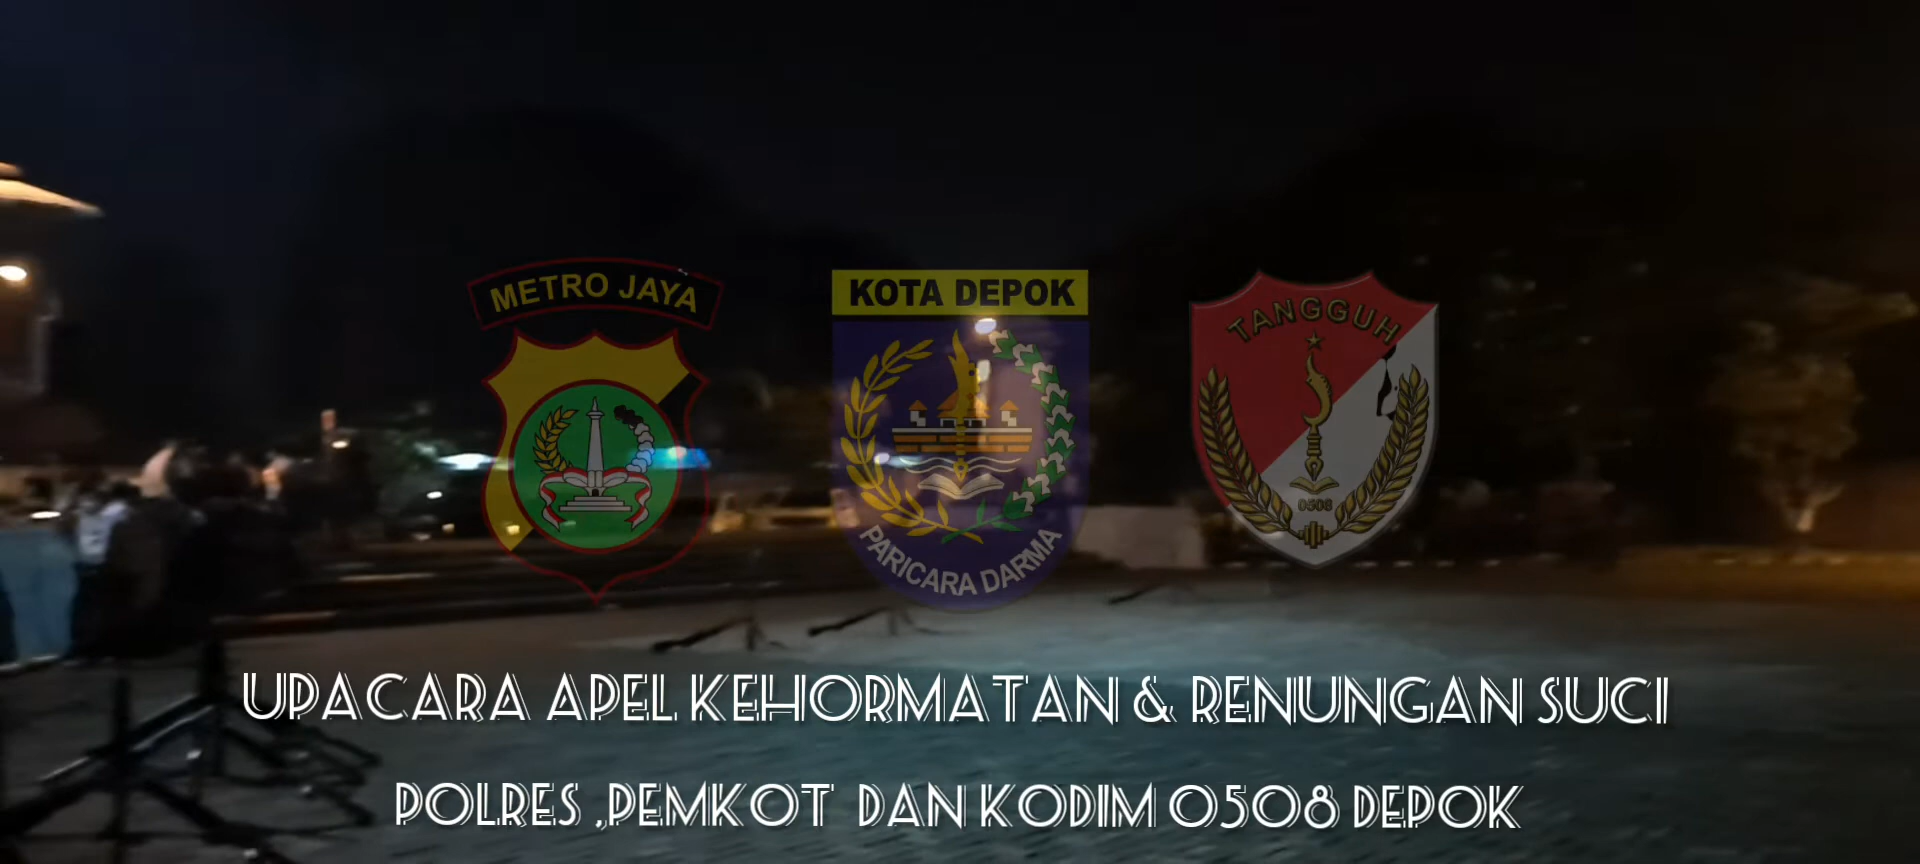 METRO JAYA
KOTA DEPOK
PARICARA DARMA
TANGGUH
0508
UPACARA APEL KEHORMATAN & RENUNGAN SUCI
POLRES ,PEMKOT DAN KODIM 0508 DEPOK